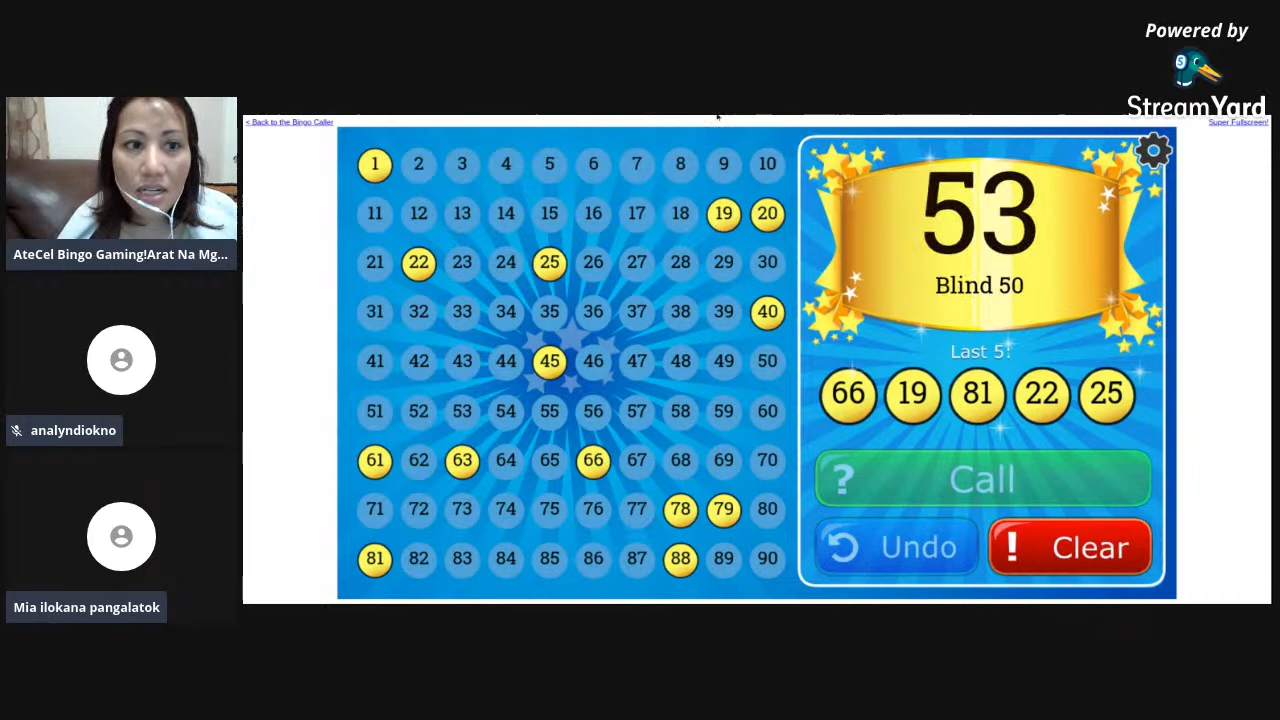 Powered by
StreamYard
< Back to the Bingo Caller
Super Fullscreen!
1 2 3 4 5 6 7 8 9 10
11 12 13 14 15 16 17 18 19 20
21 22 23 24 25 26 27 28 29 30
31 32 33 34 35 36 37 38 39 40
41 42 43 44 45 46 47 48 49 50
51 52 53 54 55 56 57 58 59 60
61 62 63 64 65 66 67 68 69 70
71 72 73 74 75 76 77 78 79 80
81 82 83 84 85 86 87 88 89 90
53
Blind 50
Last 5:
66 19 81 22 25
? Call
Undo
! Clear
AteCel Bingo Gaming!Arat Na Mg...
analyndiokno
Mia ilokana pangalatok